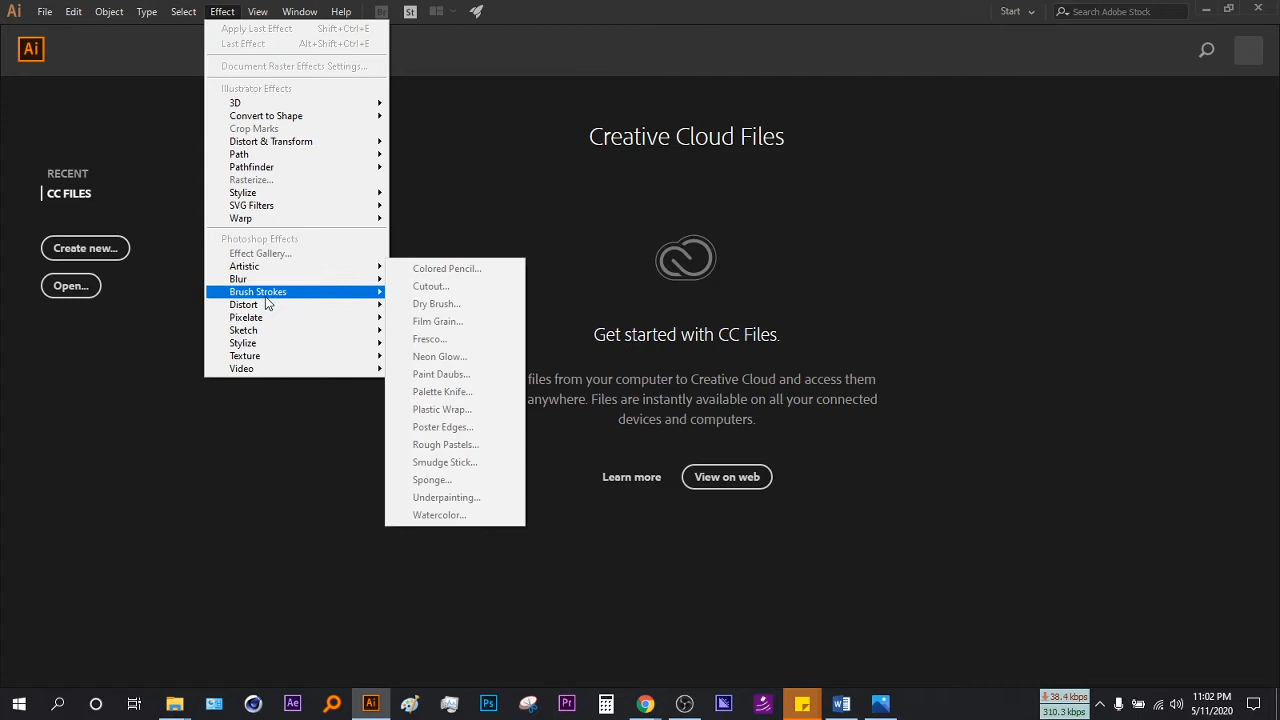 Ai File Edit Object Type Select Effect View Window Help Br St Start Search Adobe Stock
Ai
Apply Last Effect Shift+Ctrl+E
Last Effect Alt+Shift+Ctrl+E
Document Raster Effects Settings...
Illustrator Effects
3D
Convert to Shape
Crop Marks
Distort & Transform
Path
Pathfinder
Rasterize...
Stylize
SVG Filters
Warp
Photoshop Effects
Effect Gallery...
Artistic
Blur
Brush Strokes
Distort
Pixelate
Sketch
Stylize
Texture
Video
Colored Pencil...
Cutout...
Dry Brush...
Film Grain...
Fresco...
Neon Glow...
Paint Daubs...
Palette Knife...
Plastic Wrap...
Poster Edges...
Rough Pastels...
Smudge Stick...
Sponge...
Underpainting...
Watercolor...
RECENT
CC FILES
Create new...
Open...
Creative Cloud Files
Get started with CC Files.
files from your computer to Creative Cloud and access them
anywhere. Files are instantly available on all your connected
devices and computers.
Learn more View on web
Ae Ai Ps Pr W
38.4 kbps
310.3 kbps
11:02 PM
5/11/2020